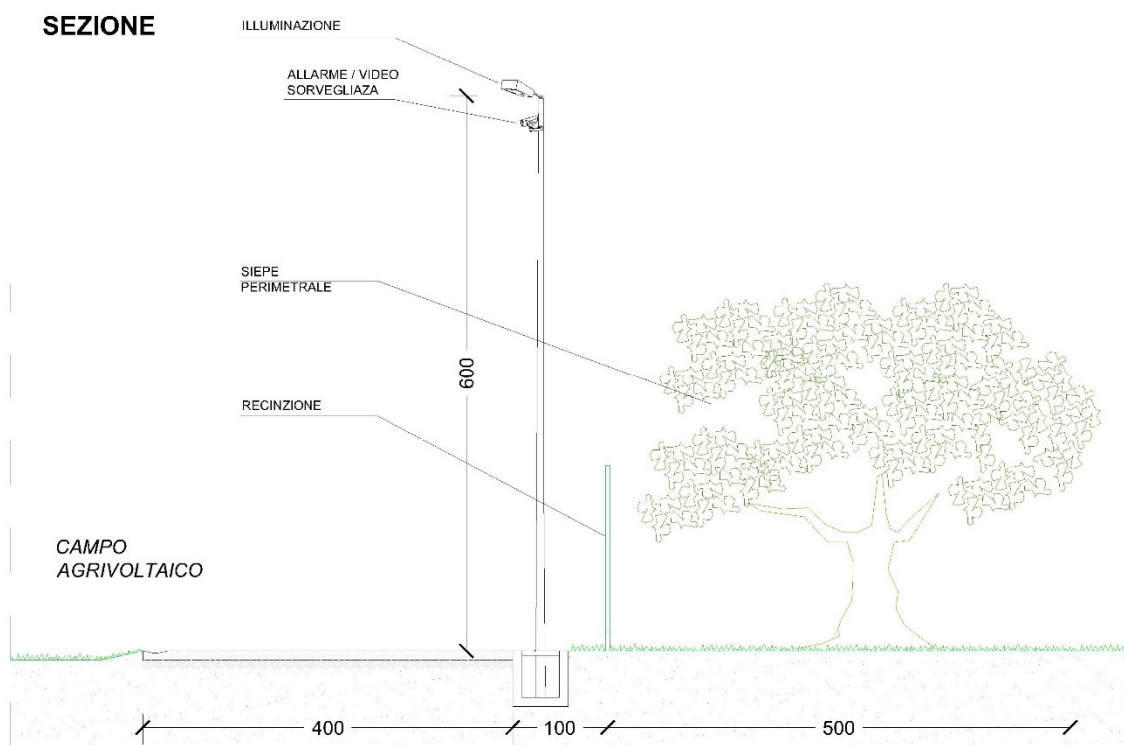 SEZIONE
ILLUMINAZIONE
ALLARME / VIDEO
SORVEGLIAZA
SIEPE
PERIMETRALE
600
RECINZIONE
CAMPO
AGRIVOLTAICO
400
100
500